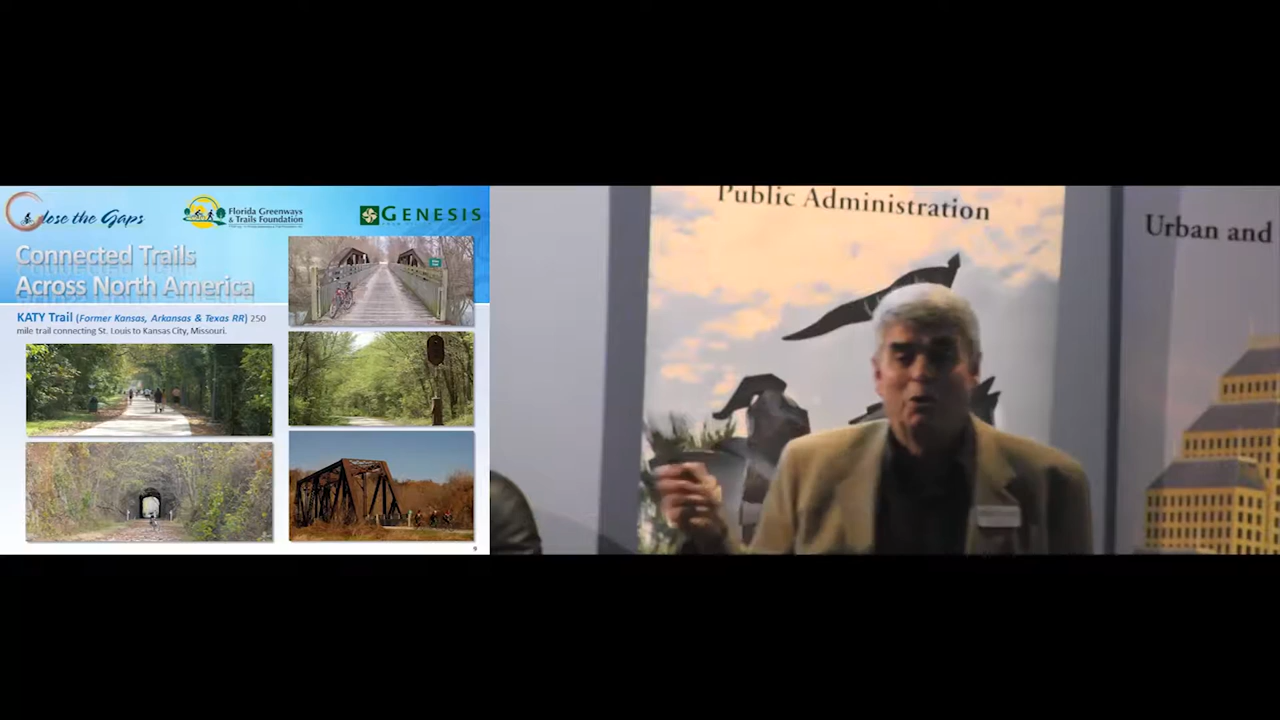 Close the Gaps
Florida Greenways
& Trails Foundation
GENESIS
Connected Trails
Across North America
KATY Trail (Former Kansas, Arkansas & Texas RR) 250
mile trail connecting St. Louis to Kansas City, Missouri.
9
Public Administration
Urban and